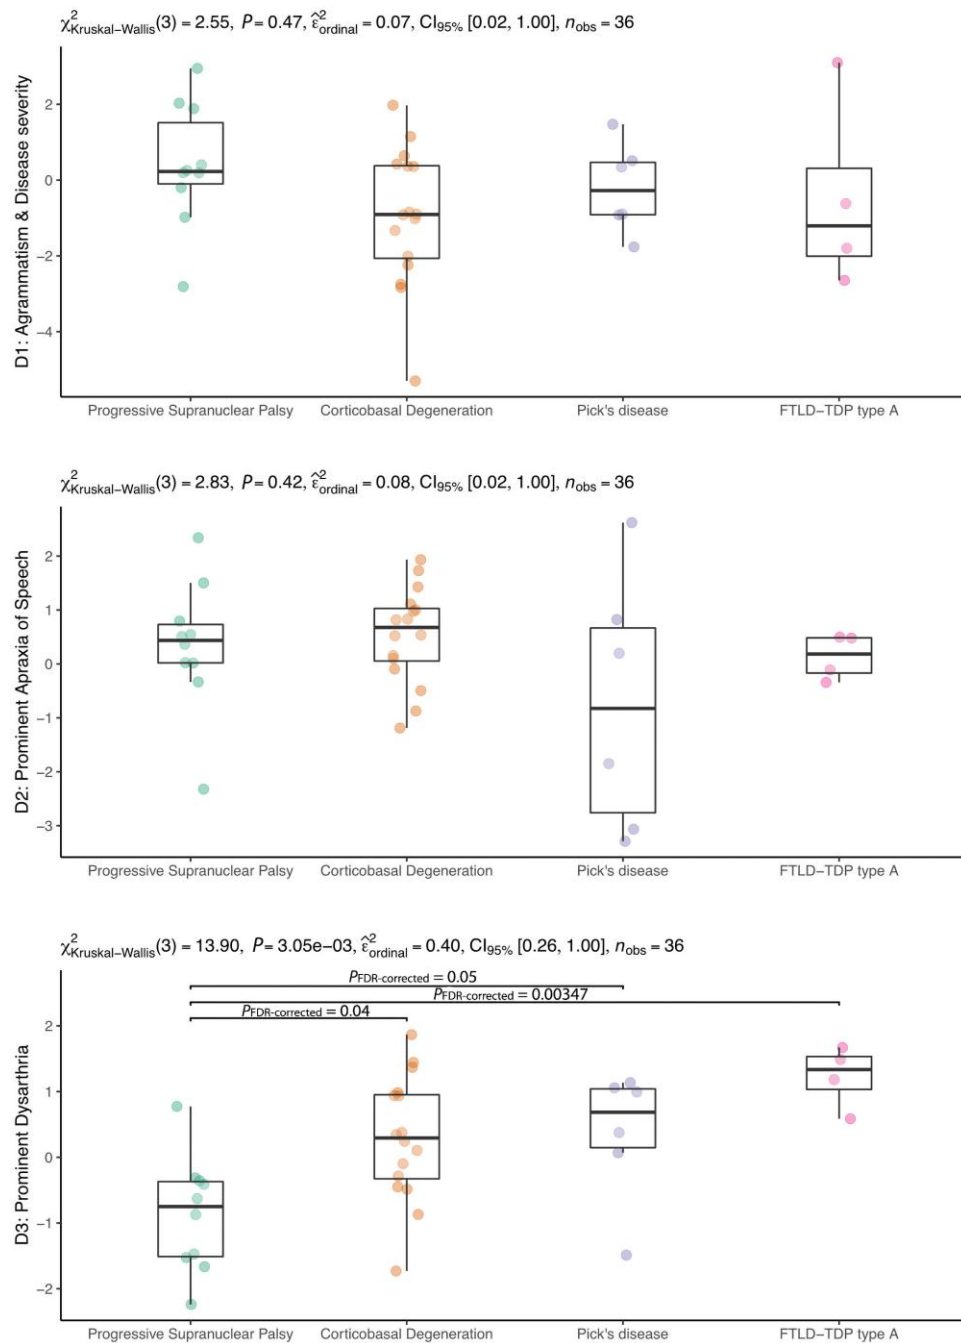 χ²Kruskal−Wallis(3) = 2.55, P = 0.47, ε̂²ordinal = 0.07, CI95% [0.02, 1.00], nobs = 36
D1: Agrammatism & Disease severity
2
0
−2
−4
Progressive Supranuclear Palsy Corticobasal Degeneration Pick's disease FTLD−TDP type A
χ²Kruskal−Wallis(3) = 2.83, P = 0.42, ε̂²ordinal = 0.08, CI95% [0.02, 1.00], nobs = 36
D2: Prominent Apraxia of Speech
2
1
0
−1
−2
−3
Progressive Supranuclear Palsy Corticobasal Degeneration Pick's disease FTLD−TDP type A
χ²Kruskal−Wallis(3) = 13.90, P = 3.05e−03, ε̂²ordinal = 0.40, CI95% [0.26, 1.00], nobs = 36
PFDR-corrected = 0.05
PFDR-corrected = 0.00347
PFDR-corrected = 0.04
D3: Prominent Dysarthria
2
1
0
−1
−2
Progressive Supranuclear Palsy Corticobasal Degeneration Pick's disease FTLD−TDP type A